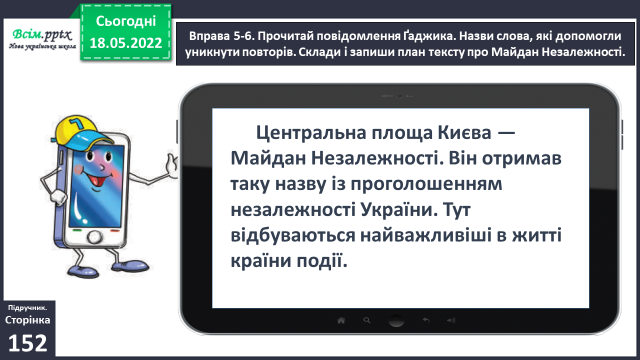 Всім.pptx
Нова українська школа
Сьогодні
18.05.2022
Вправа 5-6. Прочитай повідомлення Ґаджика. Назви слова, які допомогли
уникнути повторів. Склади і запиши план тексту про Майдан Незалежності.
7
Центральна площа Києва —
Майдан Незалежності. Він отримав
таку назву із проголошенням
незалежності України. Тут
відбуваються найважливіші в житті
країни події.
Підручник.
Сторінка
152